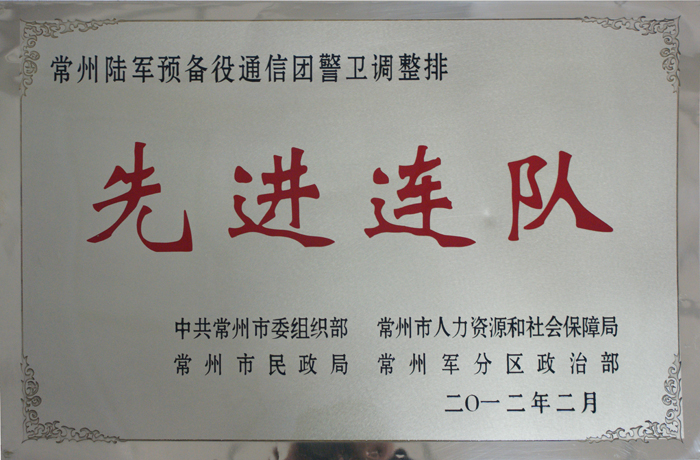 常州陆军预备役通信团警卫调整排
先进连队
中共常州市委组织部 常州市人力资源和社会保障局
常州市民政局 常州军分区政治部
二〇一二年二月